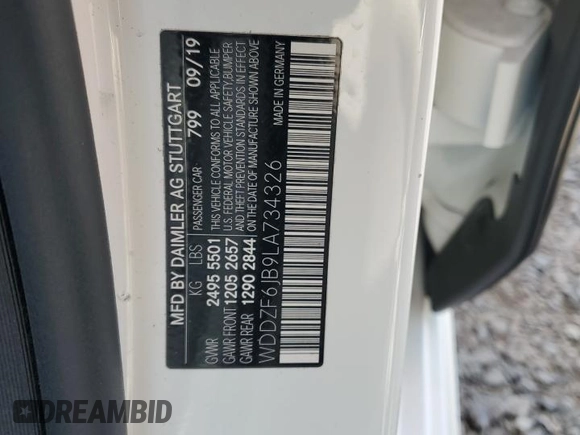 MFD BY DAIMLER AG STUTTGART
KG LBS PASSENGER CAR 799 09/19
GVWR 2495 5501 THIS VEHICLE CONFORMS TO ALL APPLICABLE
GAWR FRONT 1205 2657 U.S. FEDERAL MOTOR VEHICLE SAFETY, BUMPER
AND THEFT PREVENTION STANDARDS IN EFFECT
GAWR REAR 1290 2844 ON THE DATE OF MANUFACTURE SHOWN ABOVE
MADE IN GERMANY
WDDZF6JB9LA734326
DREAMBID